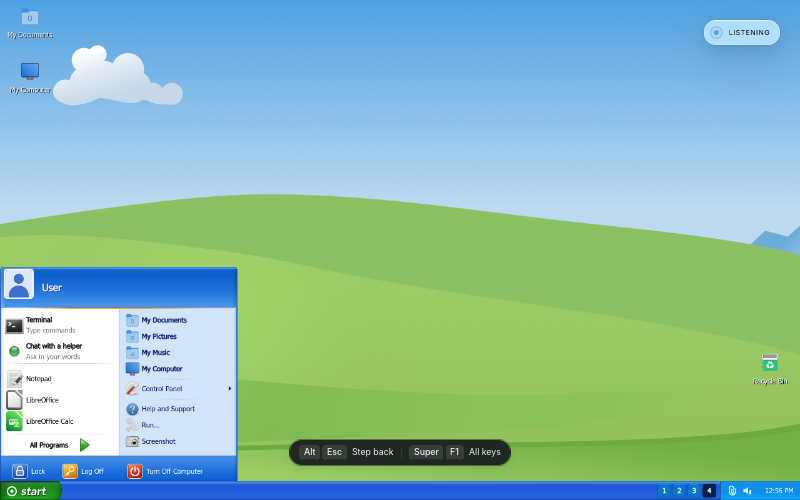 My Documents
My Computer
LISTENING
User
Terminal
Type commands
Chat with a helper
Ask in your words
Notepad
LibreOffice
LibreOffice Calc
All Programs
My Documents
My Pictures
My Music
My Computer
Control Panel
Help and Support
Run...
Screenshot
Lock
Log Off
Turn Off Computer
Recycle Bin
Alt Esc Step back Super F1 All keys
start
1 2 3 4
12:56 PM